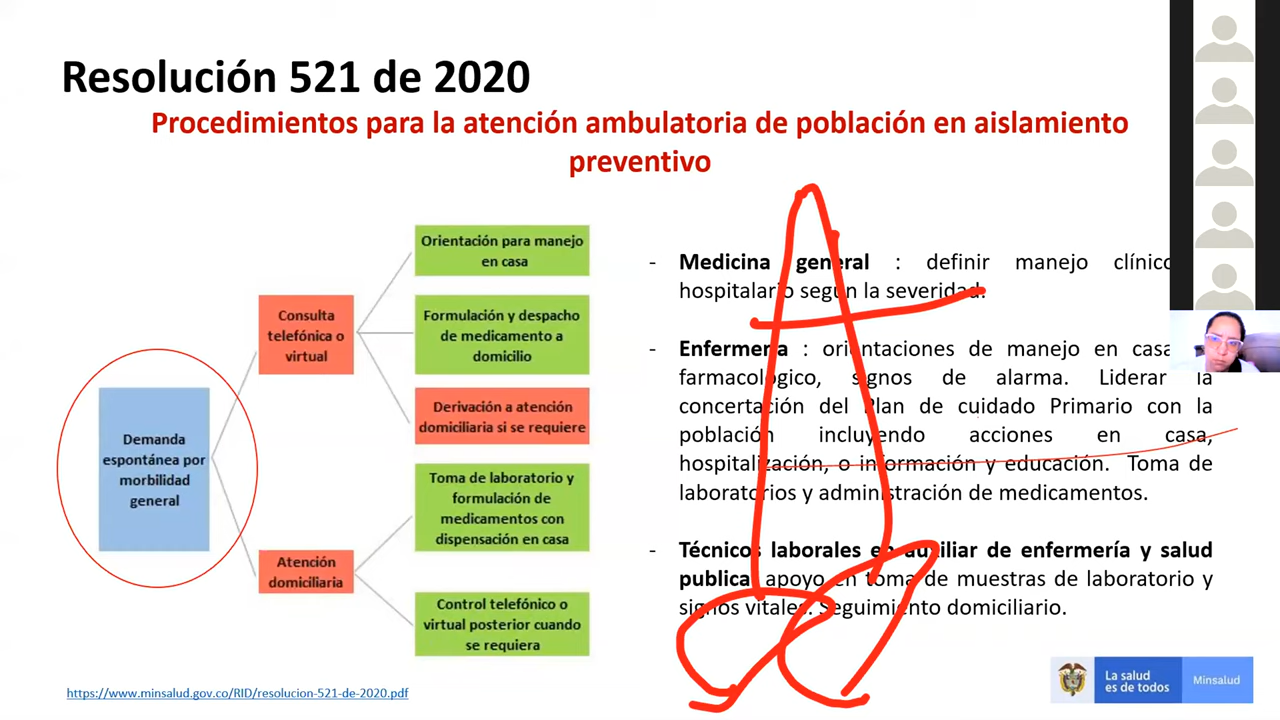 Resolución 521 de 2020
Procedimientos para la atención ambulatoria de población en aislamiento
preventivo
Demanda
espontánea por
morbilidad
general
Consulta
telefónica o
virtual
Atención
domiciliaria
Orientación para manejo
en casa
Formulación y despacho
de medicamento a
domicilio
Derivación a atención
domiciliaria si se requiere
Toma de laboratorio y
formulación de
medicamentos con
dispensación en casa
Control telefónico o
virtual posterior cuando
se requiera
- Medicina general : definir manejo clínico
hospitalario según la severidad.
- Enfermería : orientaciones de manejo en casa
farmacológico, signos de alarma. Liderar la
concertación del Plan de cuidado Primario con la
población incluyendo acciones en casa,
hospitalización, o información y educación. Toma de
laboratorios y administración de medicamentos.
- Técnicos laborales en auxiliar de enfermería y salud
publica: apoyo en toma de muestras de laboratorio y
signos vitales. Seguimiento domiciliario.
https://www.minsalud.gov.co/RID/resolucion-521-de-2020.pdf
La salud
es de todos
Minsalud